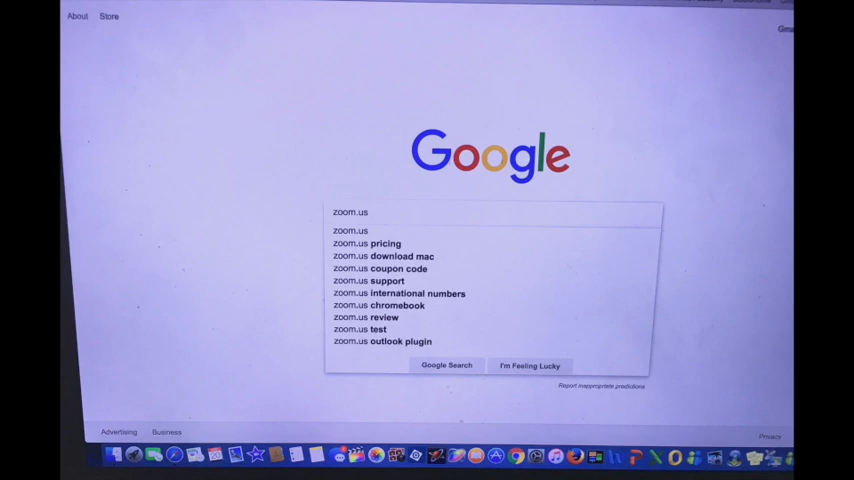 About Store
Gma
Google
zoom.us
zoom.us
zoom.us pricing
zoom.us download mac
zoom.us coupon code
zoom.us support
zoom.us international numbers
zoom.us chromebook
zoom.us review
zoom.us test
zoom.us outlook plugin
Google Search I'm Feeling Lucky
Report inappropriate predictions
Advertising Business Privacy